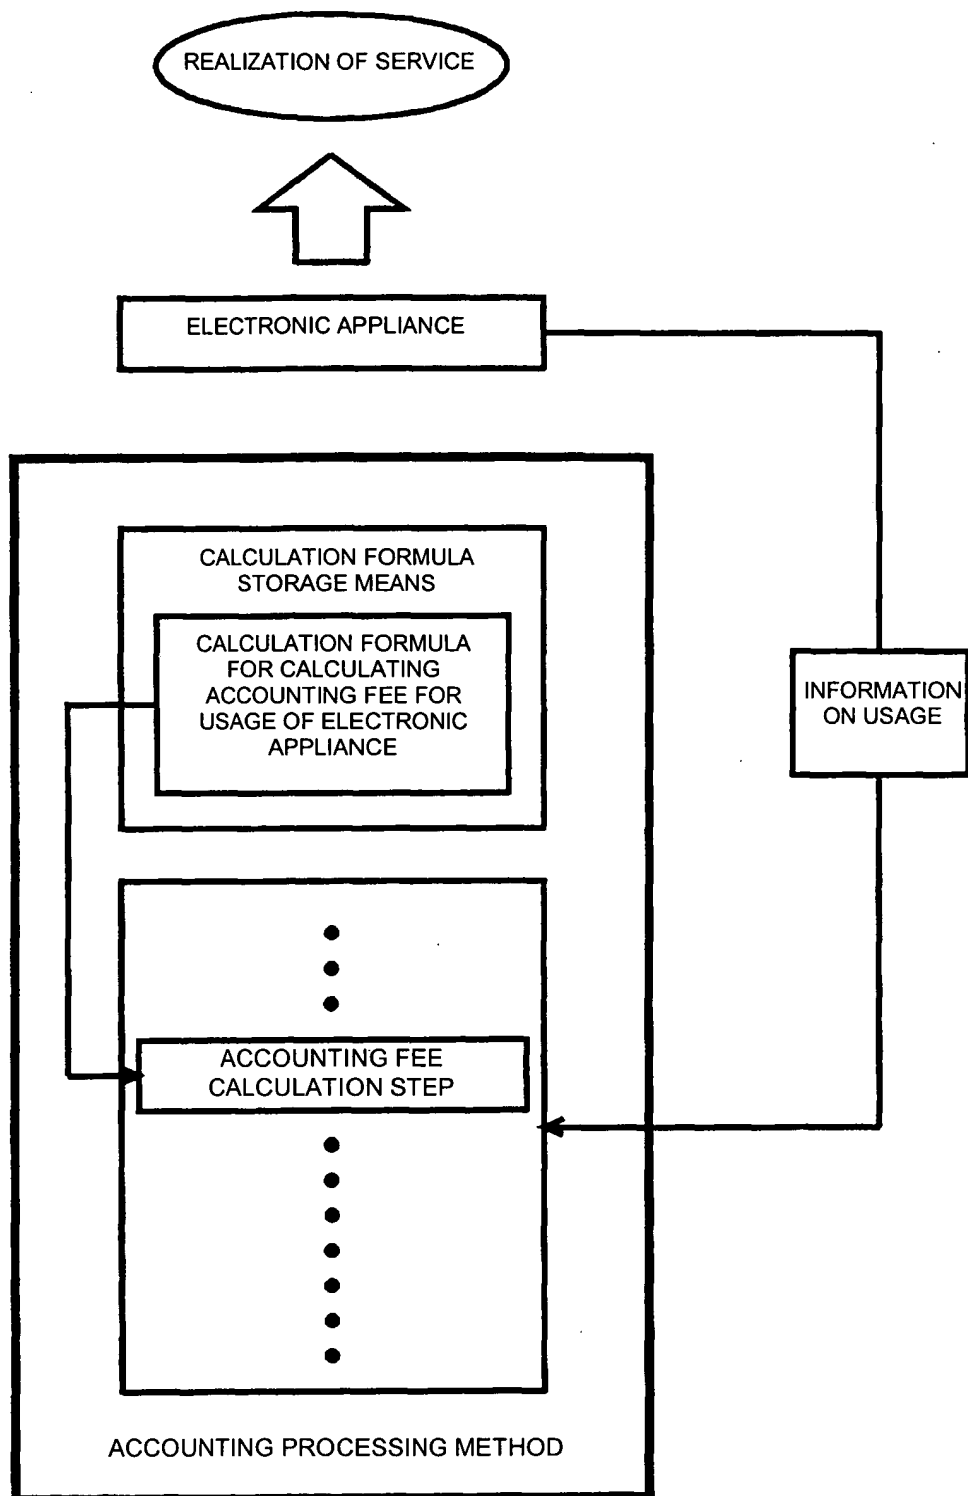 REALIZATION OF SERVICE
ELECTRONIC APPLIANCE
CALCULATION FORMULA
STORAGE MEANS
CALCULATION FORMULA
FOR CALCULATING
ACCOUNTING FEE FOR
USAGE OF ELECTRONIC
APPLIANCE
INFORMATION
ON USAGE
ACCOUNTING FEE
CALCULATION STEP
ACCOUNTING PROCESSING METHOD